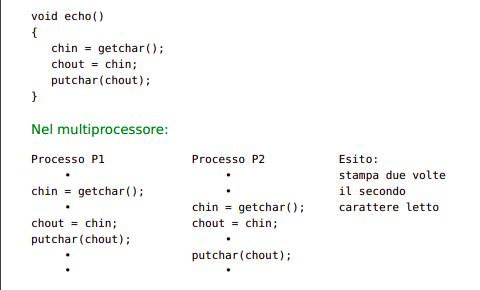 void echo()
{
chin = getchar();
chout = chin;
putchar(chout);
}
Nel multiprocessore:
Processo P1 Processo P2 Esito:
• • stampa due volte
chin = getchar(); • il secondo
• chin = getchar(); carattere letto
chout = chin; chout = chin;
putchar(chout); •
• putchar(chout);
• •